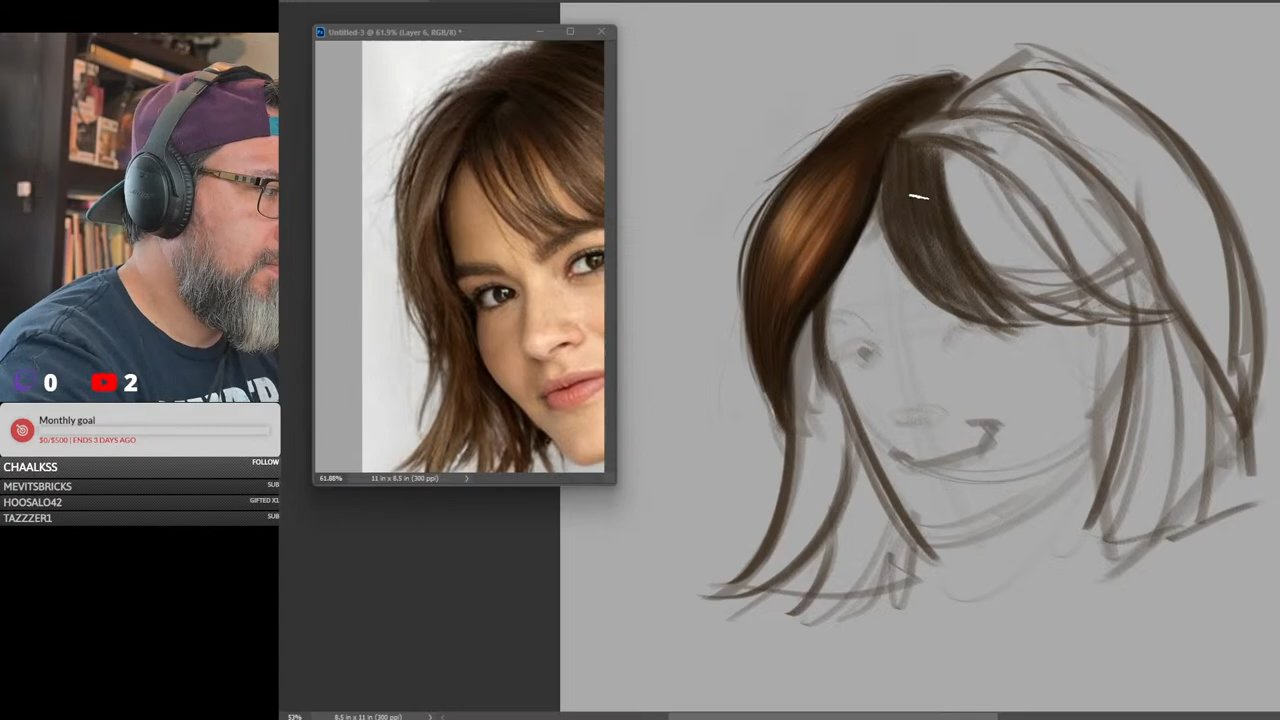 Ps Untitled-3 @ 61.9% (Layer 6, RGB/8) *
61.88% 11 in x 8.5 in (300 ppi)
0 2
Monthly goal
$0/$500 | ENDS 3 DAYS AGO
CHAALKSS FOLLOW
MEVITSBRICKS SUB
HOOSALO42 GIFTED X1
TAZZZER1 SUB
53% 8.5 in x 11 in (300 ppi)